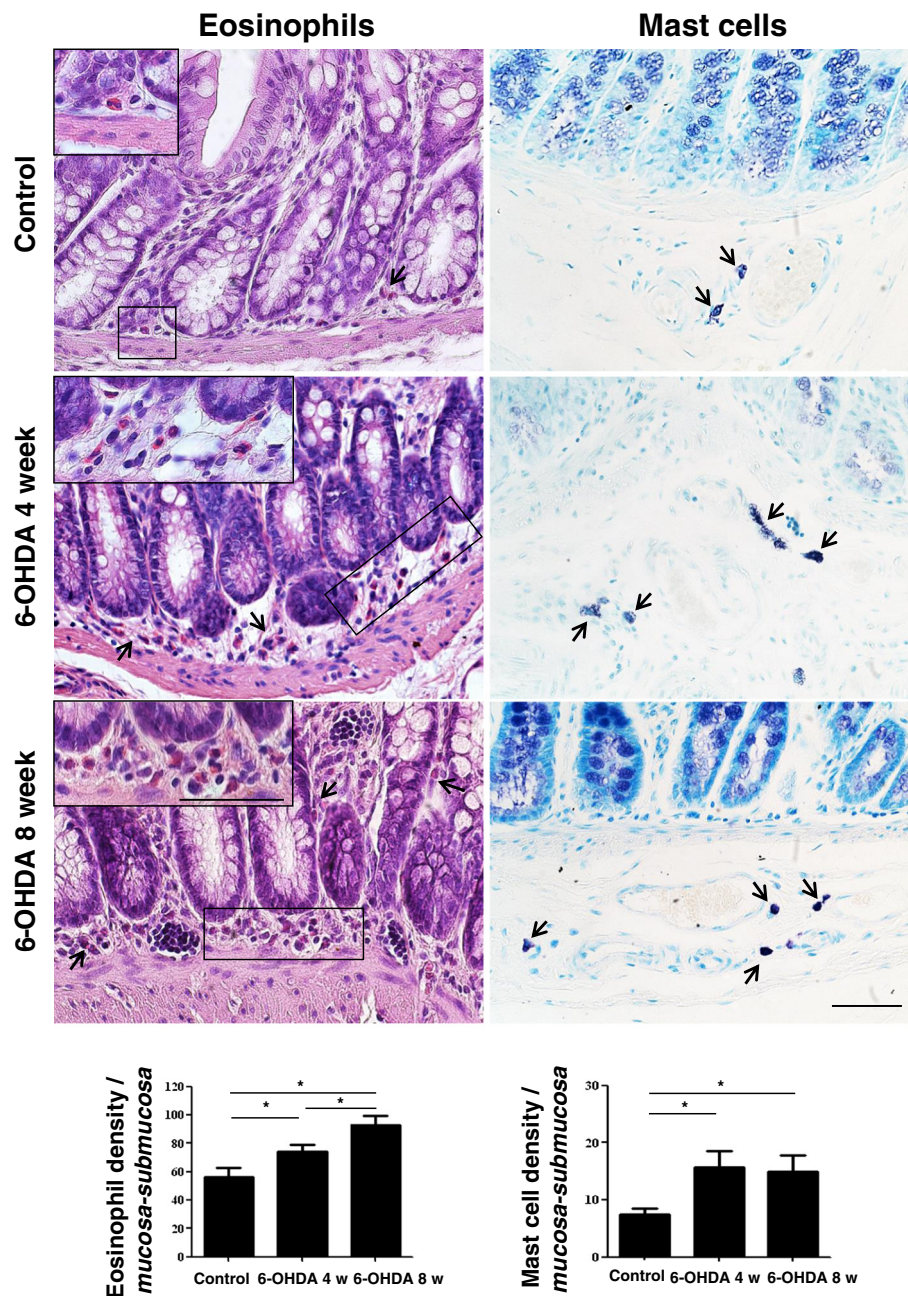 Eosinophils
Mast cells
Control
6-OHDA 4 week
6-OHDA 8 week
Eosinophil density /
mucosa-submucosa
120
100
80
60
40
20
0
*
*
*
Control
6-OHDA 4 w
6-OHDA 8 w
Mast cell density /
mucosa-submucosa
30
20
10
0
*
*
Control
6-OHDA 4 w
6-OHDA 8 w